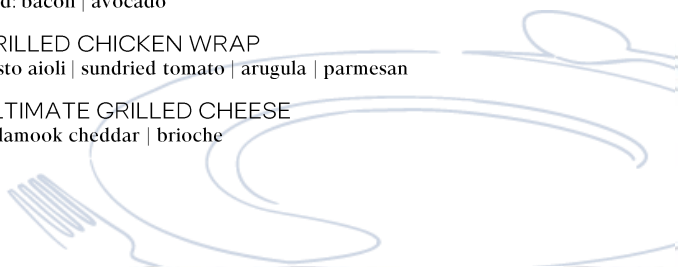 d: bacon | avocado
RILLED CHICKEN WRAP
sto aioli | sundried tomato | arugula | parmesan
LTIMATE GRILLED CHEESE
lamook cheddar | brioche